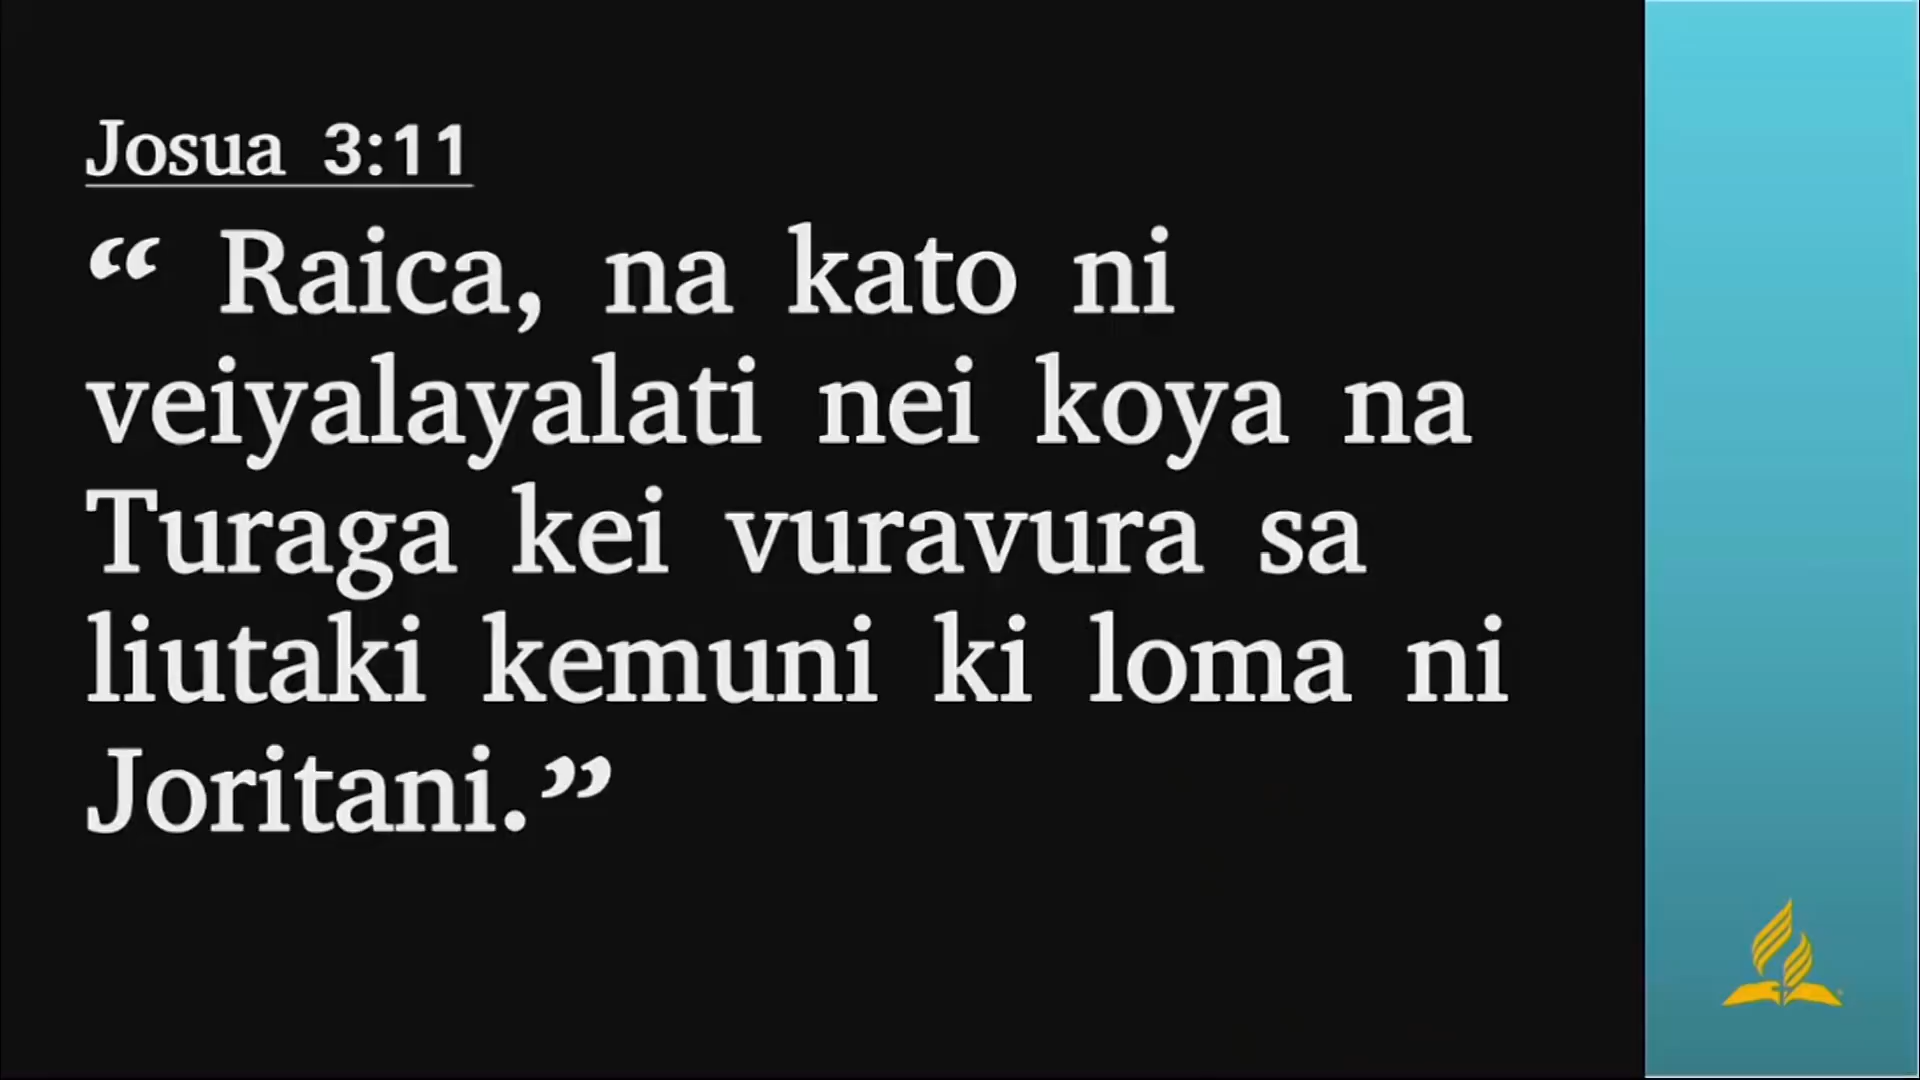 Josua 3:11
“ Raica, na kato ni
veiyalayalati nei koya na
Turaga kei vuravura sa
liutaki kemuni ki loma ni
Joritani.”